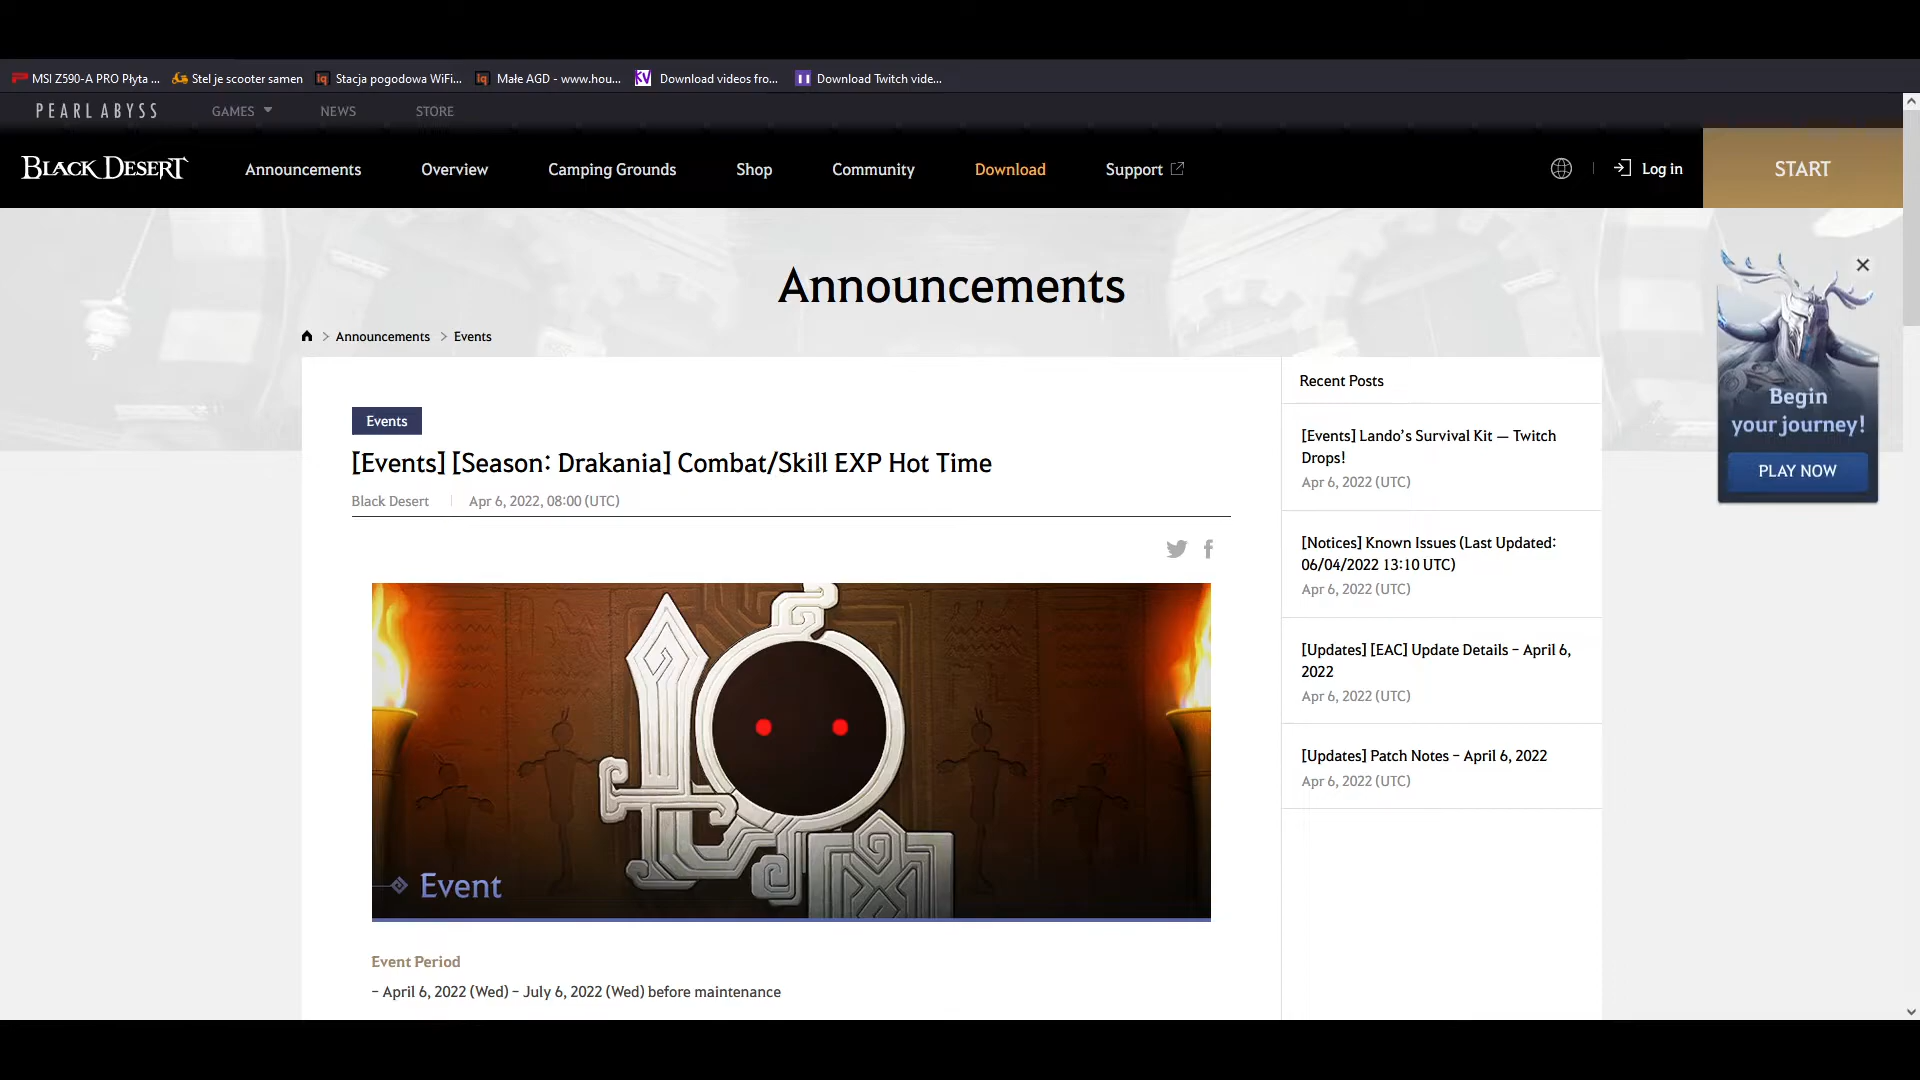 MSI Z590-A PRO Płyta ...
Stel je scooter samen
Stacja pogodowa WiFi...
Małe AGD - www.hou...
Download videos fro...
Download Twitch vide...
PEARL ABYSS
GAMES
NEWS
STORE
BLACK DESERT
Announcements
Overview
Camping Grounds
Shop
Community
Download
Support
Log in
START
Announcements
Announcements
Events
Events
[Events] [Season: Drakania] Combat/Skill EXP Hot Time
Black Desert
Apr 6, 2022, 08:00 (UTC)
Event
Event Period
– April 6, 2022 (Wed) – July 6, 2022 (Wed) before maintenance
Recent Posts
[Events] Lando’s Survival Kit — Twitch
Drops!
Apr 6, 2022 (UTC)
[Notices] Known Issues (Last Updated:
06/04/2022 13:10 UTC)
Apr 6, 2022 (UTC)
[Updates] [EAC] Update Details – April 6,
2022
Apr 6, 2022 (UTC)
[Updates] Patch Notes – April 6, 2022
Apr 6, 2022 (UTC)
Begin
your journey!
PLAY NOW